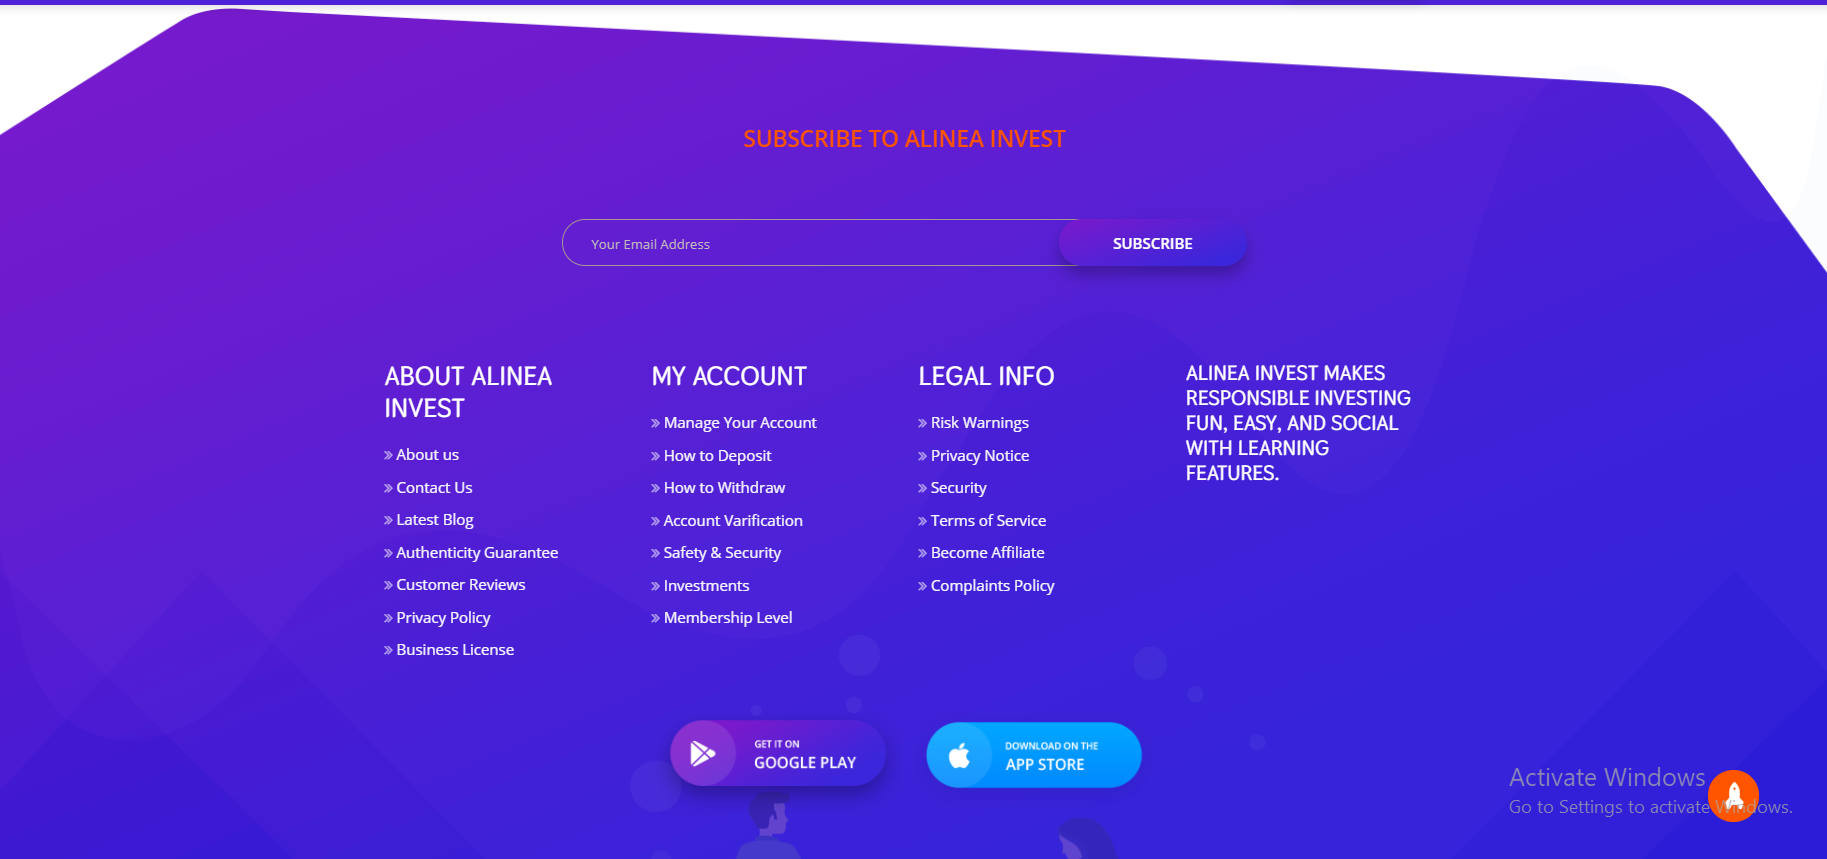 SUBSCRIBE TO ALINEA INVEST
Your Email Address
SUBSCRIBE
ABOUT ALINEA
INVEST
About us
Contact Us
Latest Blog
Authenticity Guarantee
Customer Reviews
Privacy Policy
Business License
MY ACCOUNT
Manage Your Account
How to Deposit
How to Withdraw
Account Varification
Safety & Security
Investments
Membership Level
LEGAL INFO
Risk Warnings
Privacy Notice
Security
Terms of Service
Become Affiliate
Complaints Policy
ALINEA INVEST MAKES
RESPONSIBLE INVESTING
FUN, EASY, AND SOCIAL
WITH LEARNING
FEATURES.
GET IT ON
GOOGLE PLAY
DOWNLOAD ON THE
APP STORE
Activate Windows
Go to Settings to activate Windows.